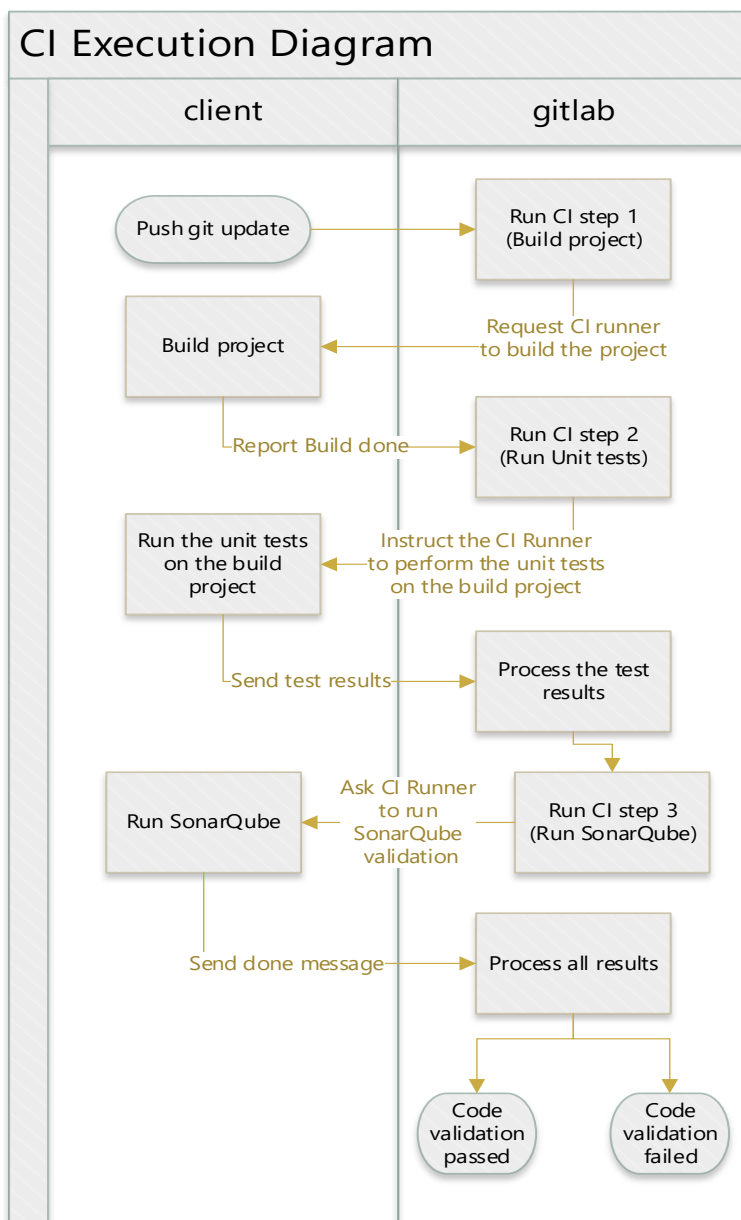 CI Execution Diagram
client
gitlab
Push git update
Run CI step 1
(Build project)
Request CI runner
to build the project
Build project
Report Build done
Run CI step 2
(Run Unit tests)
Instruct the CI Runner
to perform the unit tests
on the build project
Run the unit tests
on the build
project
Send test results
Process the test
results
Ask CI Runner
to run
SonarQube
validation
Run SonarQube
Run CI step 3
(Run SonarQube)
Send done message
Process all results
Code
validation
passed
Code
validation
failed